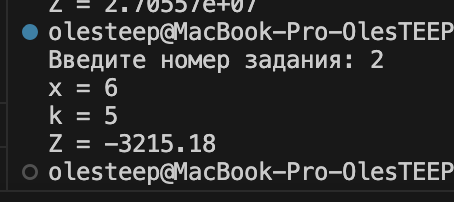 Z = 2.70557e+07
olesteep@MacBook-Pro-OlesTEEP
Введите номер задания: 2
x = 6
k = 5
Z = -3215.18
olesteep@MacBook-Pro-OlesTEEP